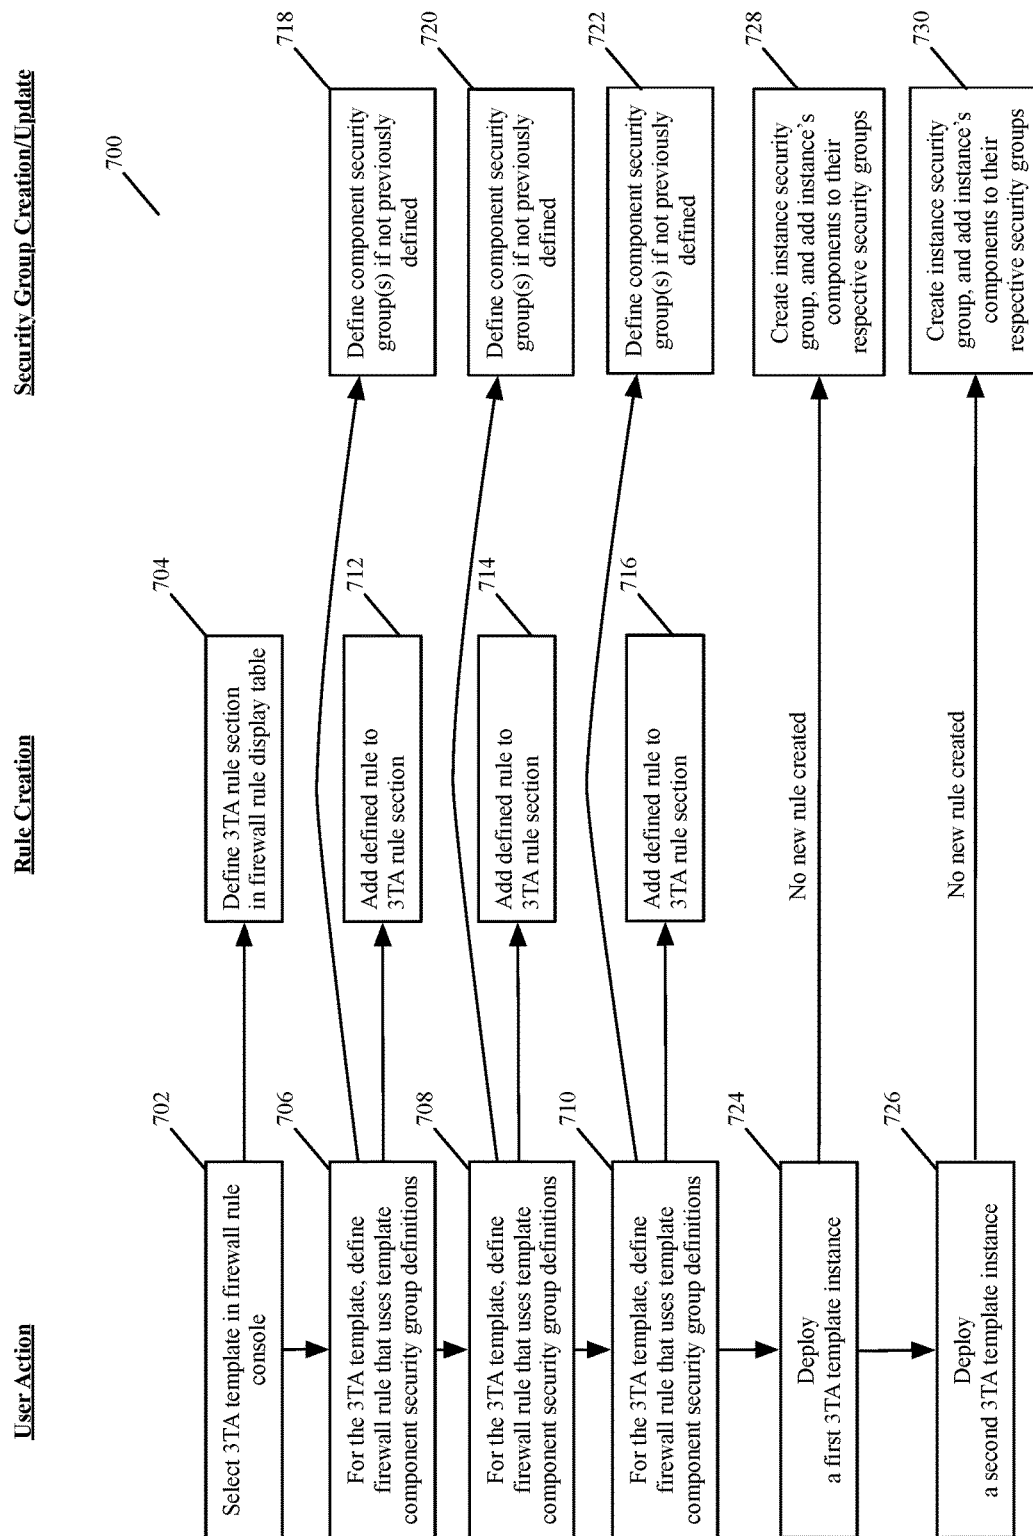 User Action
Rule Creation
Security Group Creation/Update
700
702
Select 3TA template in firewall rule
console
704
Define 3TA rule section
in firewall rule display table
706
For the 3TA template, define
firewall rule that uses template
component security group definitions
712
Add defined rule to
3TA rule section
718
Define component security
group(s) if not previously
defined
708
For the 3TA template, define
firewall rule that uses template
component security group definitions
714
Add defined rule to
3TA rule section
720
Define component security
group(s) if not previously
defined
710
For the 3TA template, define
firewall rule that uses template
component security group definitions
716
Add defined rule to
3TA rule section
722
Define component security
group(s) if not previously
defined
724
Deploy
a first 3TA template instance
No new rule created
728
Create instance security
group, and add instance's
components to their
respective security groups
726
Deploy
a second 3TA template instance
No new rule created
730
Create instance security
group, and add instance's
components to their
respective security groups